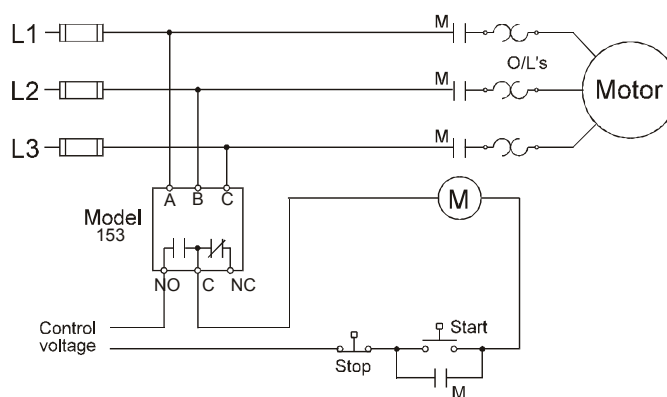 L1
M
O/L's
L2
M
Motor
L3
M
A B C
Model
153
M
NO C NC
Control
voltage
Start
Stop
M